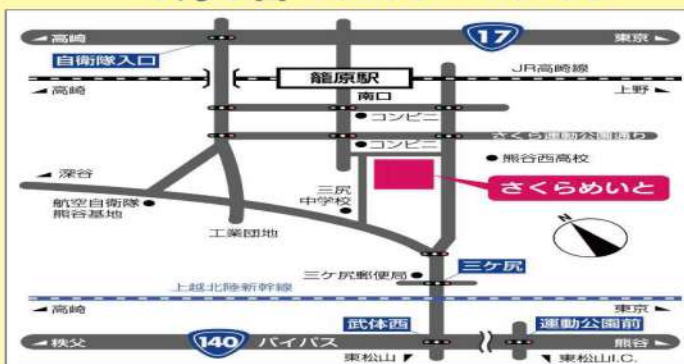 高崎
17
東京
自衛隊入口
籠原駅
JR高崎線
高崎
南口
上野
コンビニ
さくら運動公園通り
コンビニ
熊谷西高校
深谷
さくらめいと
航空自衛隊
熊谷基地
三尻
中学校
工業団地
N
三ケ尻郵便局
三ケ尻
上越北陸新幹線
高崎
東京
秩父
140
バイパス
武体西
運動公園前
熊谷
東松山
東松山I.C.